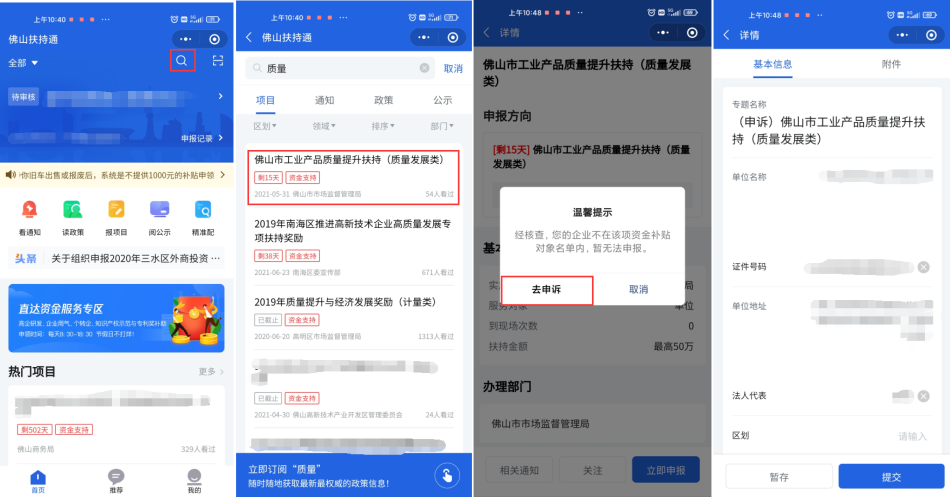 上午10:40
佛山扶持通
全部
待审核
申报记录
你旧车出售或报废后，系统是不提供1000元的补贴申领
看通知
读政策
报项目
阅公示
精准配
头条
关于组织申报2020年三水区外商投资 ···
直达资金服务专区
申领时间：每天8:30-18:30 节假日不打烊！
热门项目
更多
剩502天
资金支持
佛山商务局
329人看过
首页
推荐
我的
上午10:40
佛山扶持通
质量
取消
项目
通知
政策
公示
区划
领域
排序
部门
佛山市工业产品质量提升扶持（质量发展类）
剩15天
资金支持
2021-05-31 佛山市市场监督管理局
54人看过
2019年南海区推进高新技术企业高质量发展专
项扶持奖励
剩38天
资金支持
2021-06-23 南海区委宣传部
671人看过
2019年质量提升与经济发展奖励（计量类）
已截止
资金支持
2020-06-20 高明区市场监督管理局
1313人看过
已截止
资金支持
2021-04-30 佛山高新技术产业开发区管理委员会
24人看过
立即订阅“质量”
随时随地获取最新最权威的政策信息！
上午10:48
详情
佛山市工业产品质量提升扶持（质量发展
类）
申报方向
[剩15天] 佛山市工业产品质量提升扶持（质量
发展类）
温馨提示
经核查，您的企业不在该项资金补贴
对象名单内，暂无法申报。
去申诉
取消
基
实
局
服务对象
单位
到现场次数
0
扶持金额
最高50万
办理部门
佛山市市场监督管理局
相关通知
关注
立即申报
上午10:48
详情
基本信息
附件
专题名称
（申诉）佛山市工业产品质量提升扶
持（质量发展类）
单位名称
证件号码
单位地址
法人代表
区划
请输入
暂存
提交